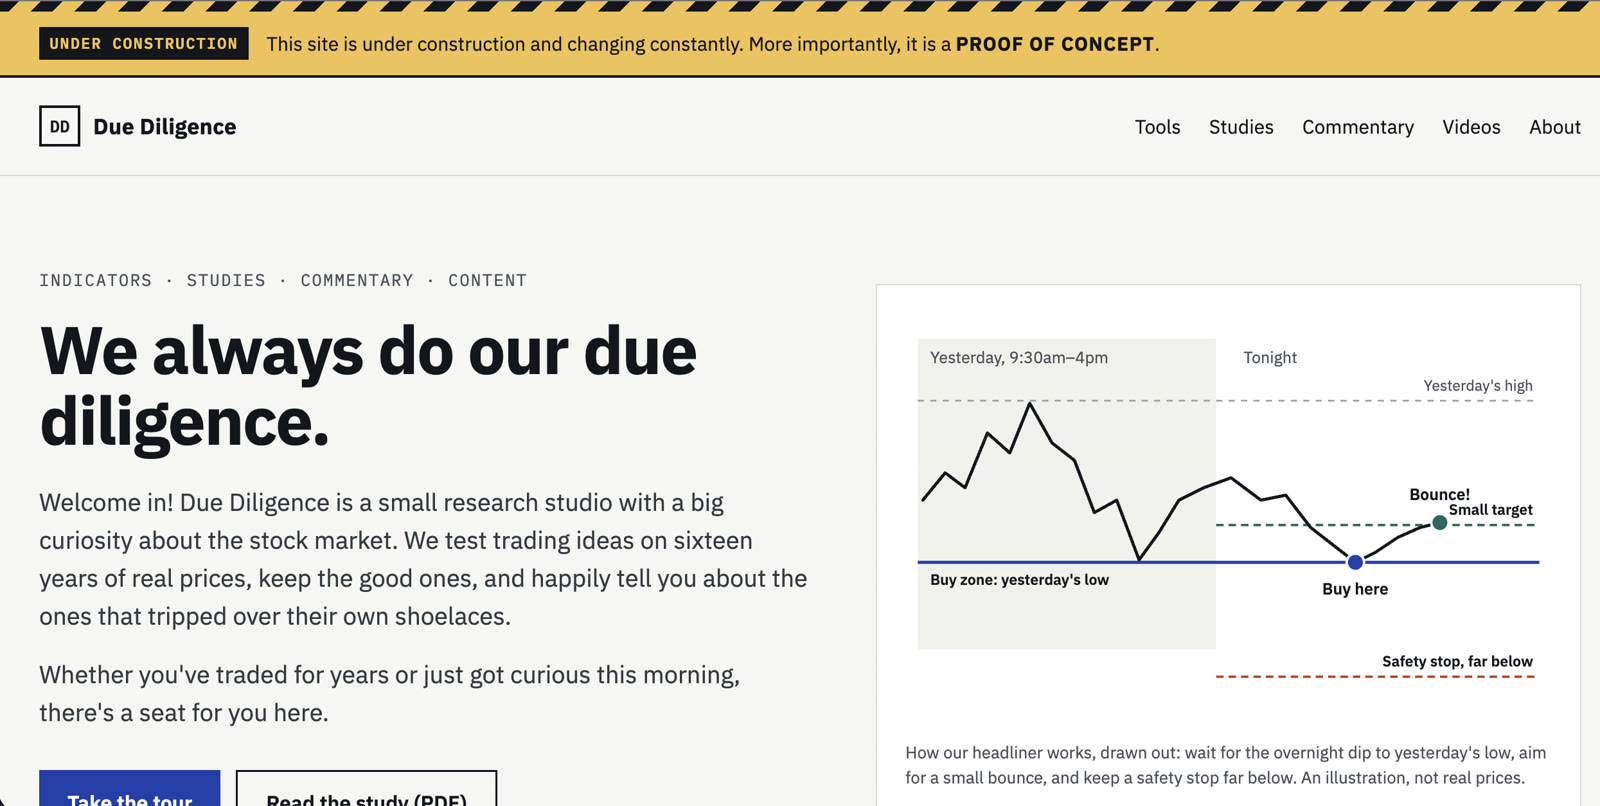 UNDER CONSTRUCTION This site is under construction and changing constantly. More importantly, it is a PROOF OF CONCEPT.
DD Due Diligence
Tools Studies Commentary Videos About
INDICATORS · STUDIES · COMMENTARY · CONTENT
We always do our due
diligence.
Welcome in! Due Diligence is a small research studio with a big
curiosity about the stock market. We test trading ideas on sixteen
years of real prices, keep the good ones, and happily tell you about the
ones that tripped over their own shoelaces.
Whether you've traded for years or just got curious this morning,
there's a seat for you here.
Take the tour
Read the study (PDF)
Yesterday, 9:30am–4pm
Tonight
Yesterday's high
Bounce!
Small target
Buy zone: yesterday's low
Buy here
Safety stop, far below
How our headliner works, drawn out: wait for the overnight dip to yesterday's low, aim
for a small bounce, and keep a safety stop far below. An illustration, not real prices.